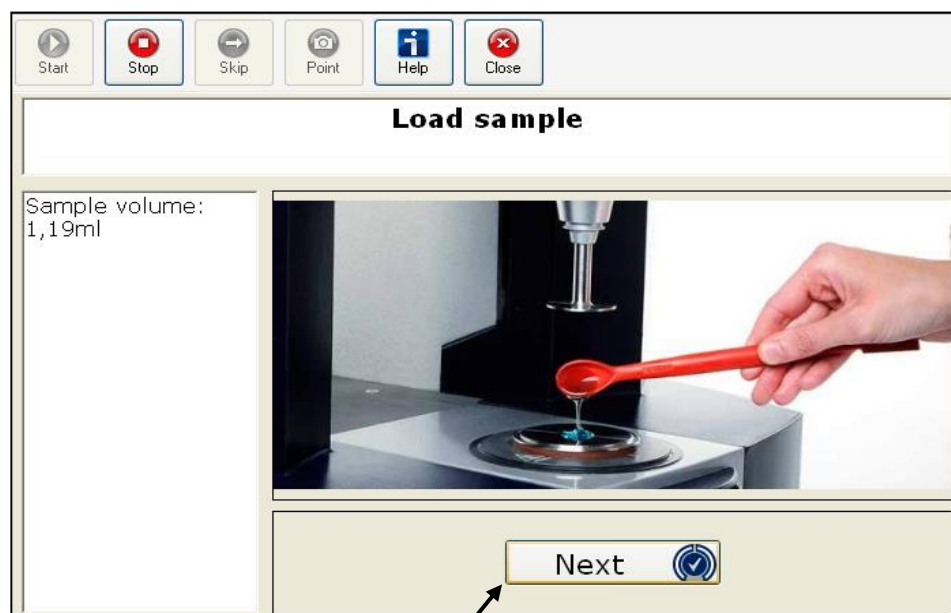 Start Stop Skip Point Help Close
Load sample
Sample volume:
1,19ml
Next